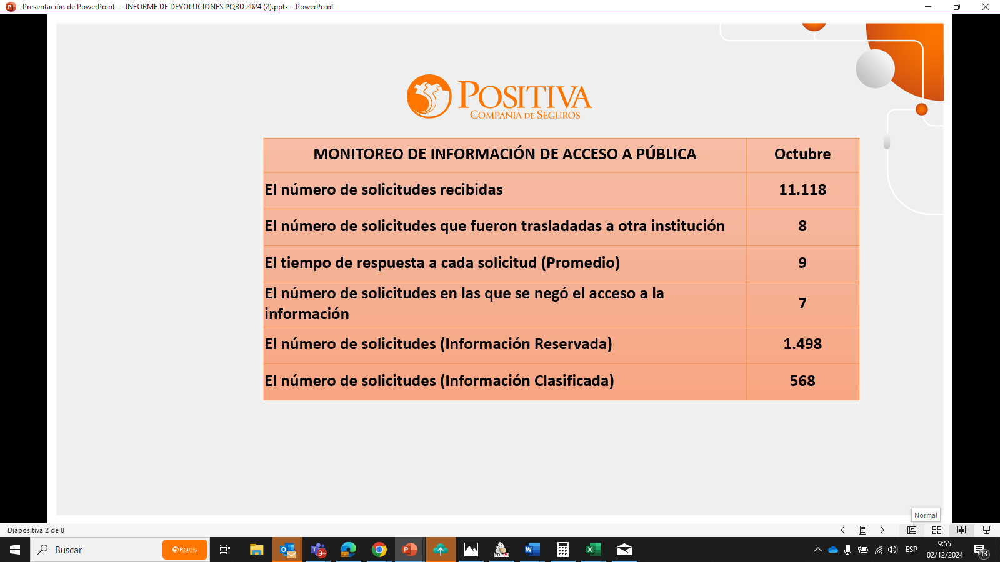 Presentación de PowerPoint - INFORME DE DEVOLUCIONES PQRD 2024 (2).pptx - PowerPoint
POSITIVA
COMPAÑIA DE SEGUROS
MONITOREO DE INFORMACIÓN DE ACCESO A PÚBLICA Octubre
El número de solicitudes recibidas 11.118
El número de solicitudes que fueron trasladadas a otra institución 8
El tiempo de respuesta a cada solicitud (Promedio) 9
El número de solicitudes en las que se negó el acceso a la
información 7
El número de solicitudes (Información Reservada) 1.498
El número de solicitudes (Información Clasificada) 568
Normal
Diapositiva 2 de 8
Buscar
POSITIVA
9+
PDF24
ESP
9:55
02/12/2024
13